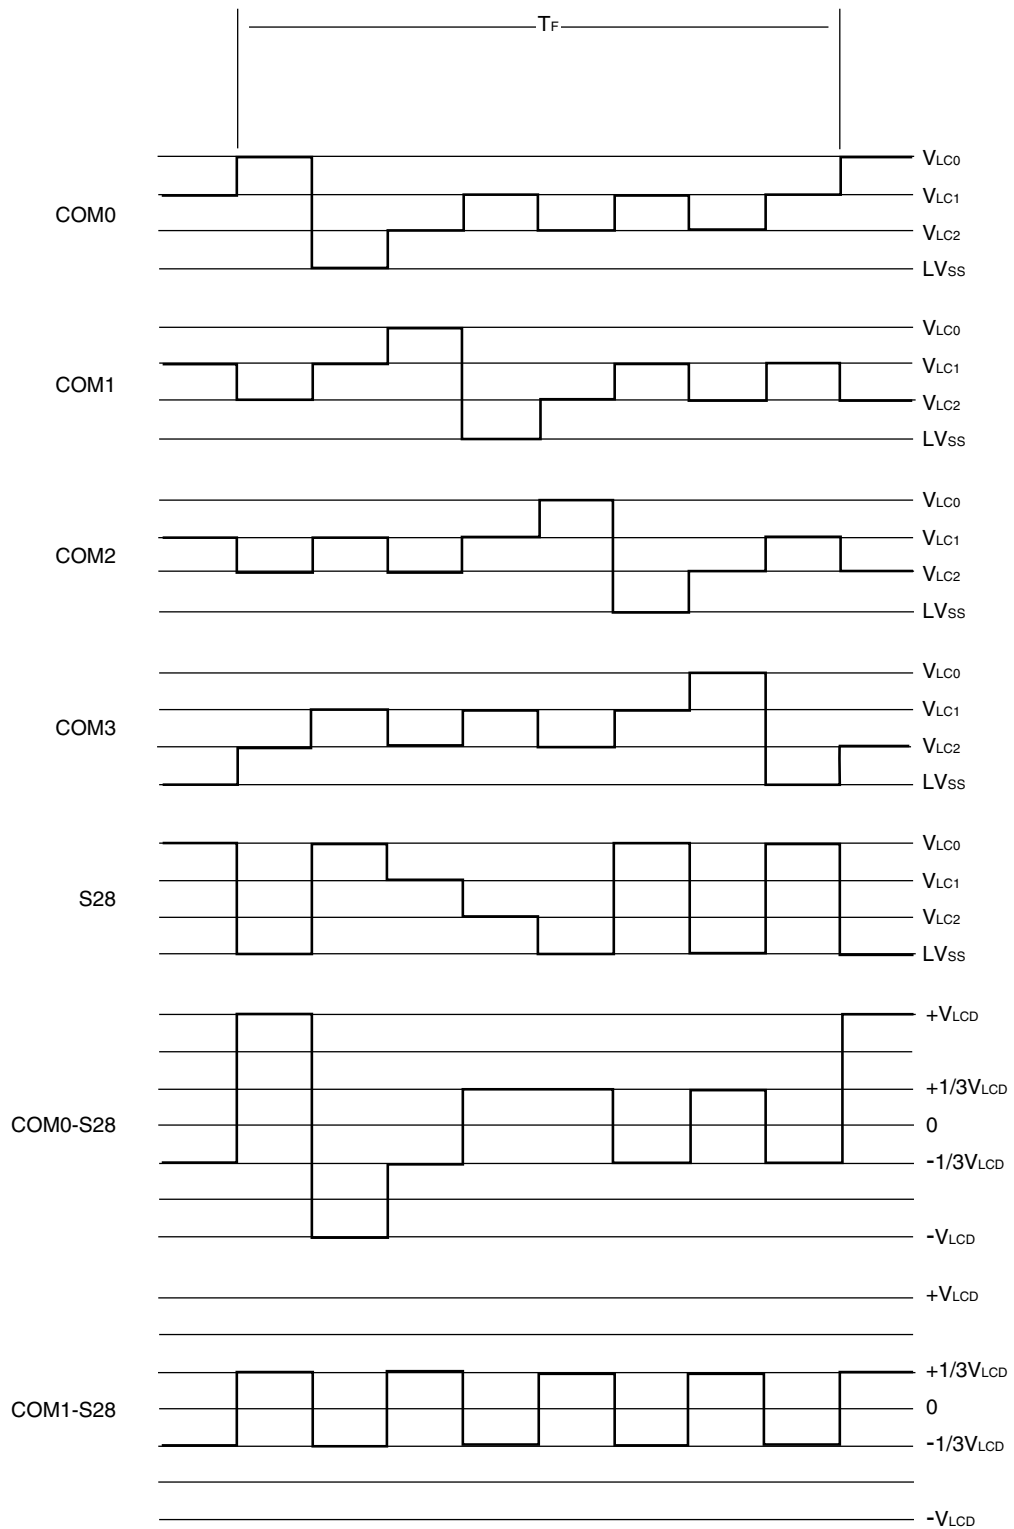 TF
VLC0
COM0
VLC1
VLC2
LVSS
VLC0
COM1
VLC1
VLC2
LVSS
VLC0
COM2
VLC1
VLC2
LVSS
VLC0
COM3
VLC1
VLC2
LVSS
VLC0
S28
VLC1
VLC2
LVSS
+VLCD
+1/3VLCD
COM0-S28
0
-1/3VLCD
-VLCD
+VLCD
+1/3VLCD
COM1-S28
0
-1/3VLCD
-VLCD